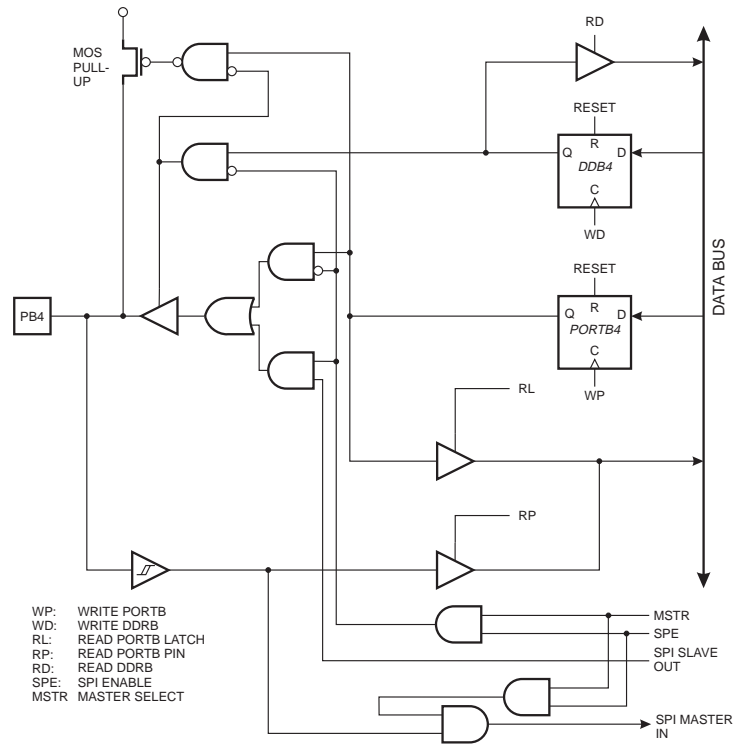 RD
MOS
PULL-
UP
RESET
R
Q
D
DDB4
C
WD
DATA BUS
RESET
R
Q
D
PORTB4
C
WP
PB4
RL
RP
WP: WRITE PORTB
WD: WRITE DDRB
RL: READ PORTB LATCH
RP: READ PORTB PIN
RD: READ DDRB
SPE: SPI ENABLE
MSTR MASTER SELECT
MSTR
SPE
SPI SLAVE
OUT
SPI MASTER
IN